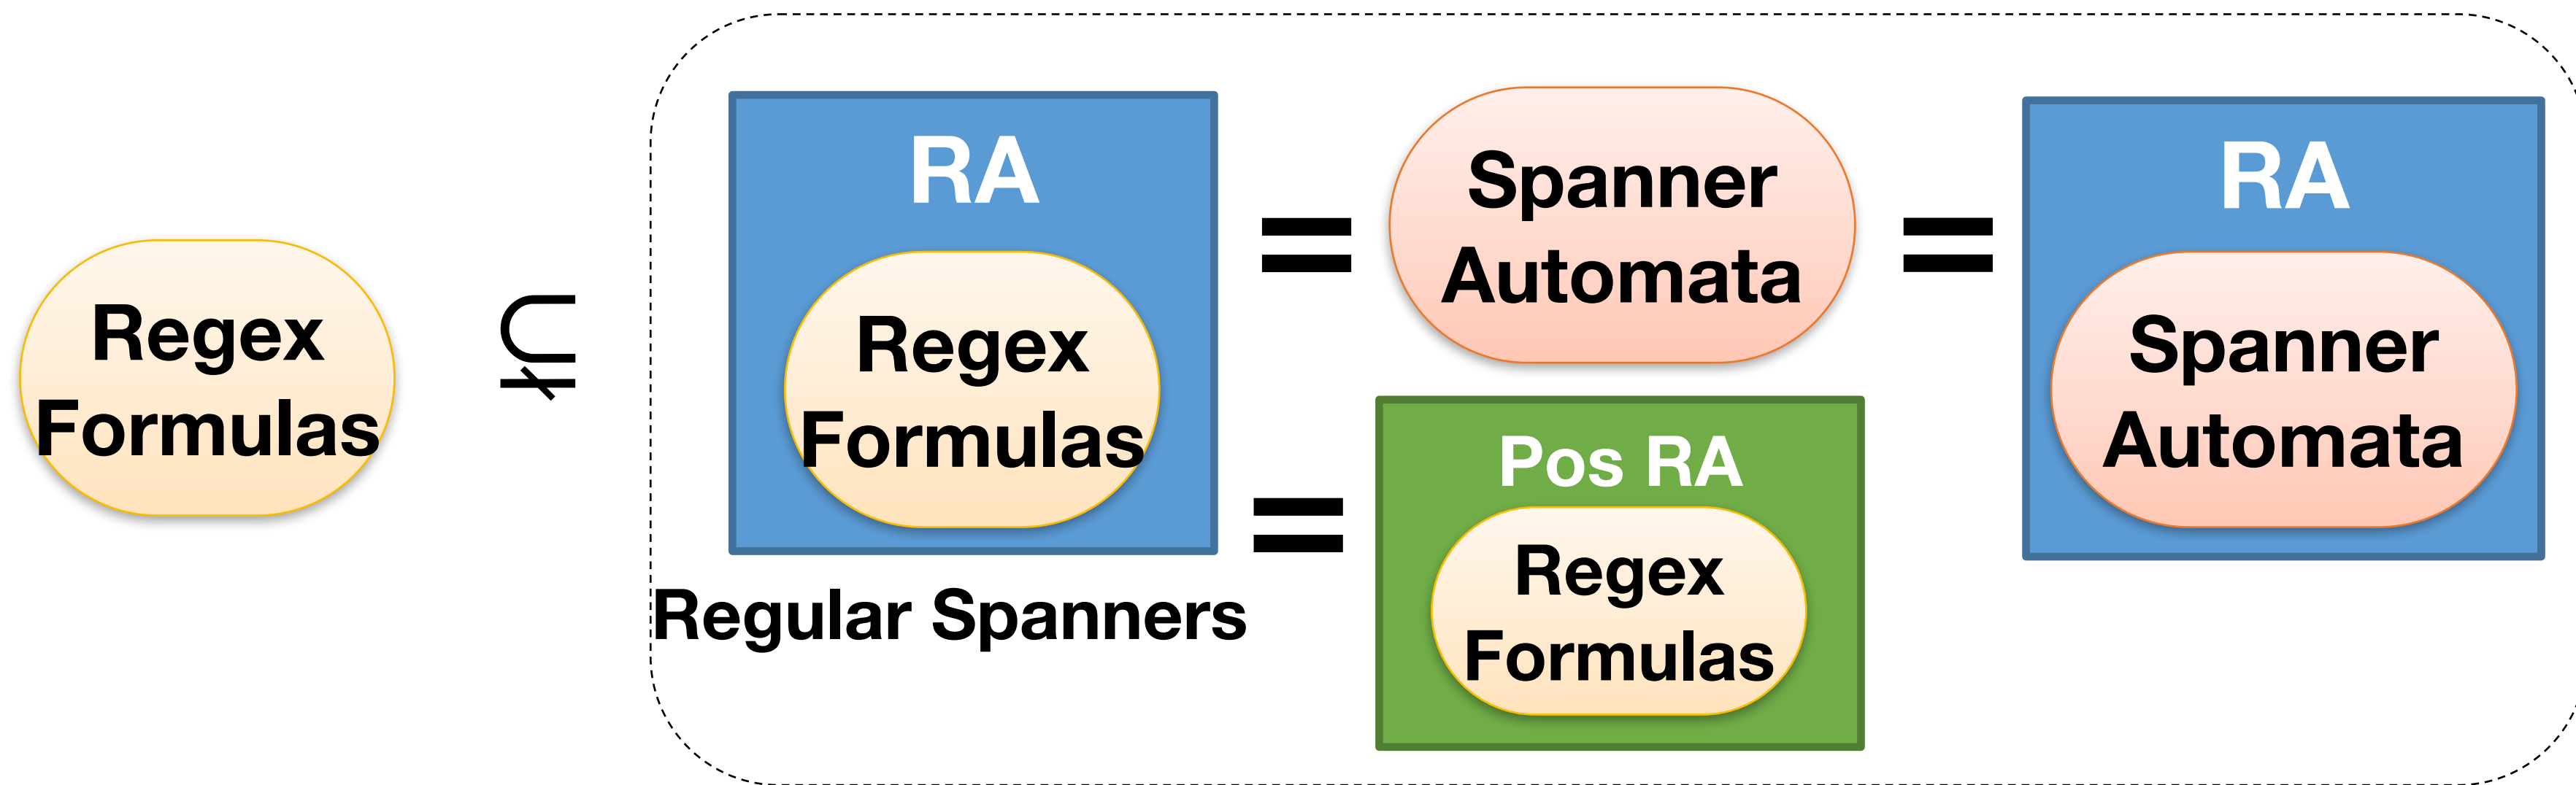 Regex
Formulas
⊊
RA
Regex
Formulas
=
Spanner
Automata
=
RA
Spanner
Automata
=
Pos RA
Regex
Formulas
Regular Spanners